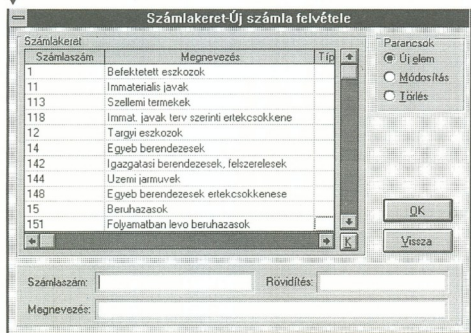 Számlakeret-Új számla felvétele
Számlakeret
Számlaszám Megnevezés Típ
1 Befektetett eszkozok
11 Immaterialis javak
113 Szellemi termekek
118 Immat. javak terv szerinti ertekcsokkene
12 Targyi eszkozok
14 Egyeb berendezesek
142 Igazgatasi berendezesek, felszerelesek
144 Uzemi jarmuvek
148 Egyeb berendezesek ertekcsokkenese
15 Beruhazasok
151 Folyamatban levo beruhazasok
K
Parancsok
Új elem
Módosítás
Törlés
OK
Vissza
Számlaszám: Rövidítés:
Megnevezés: